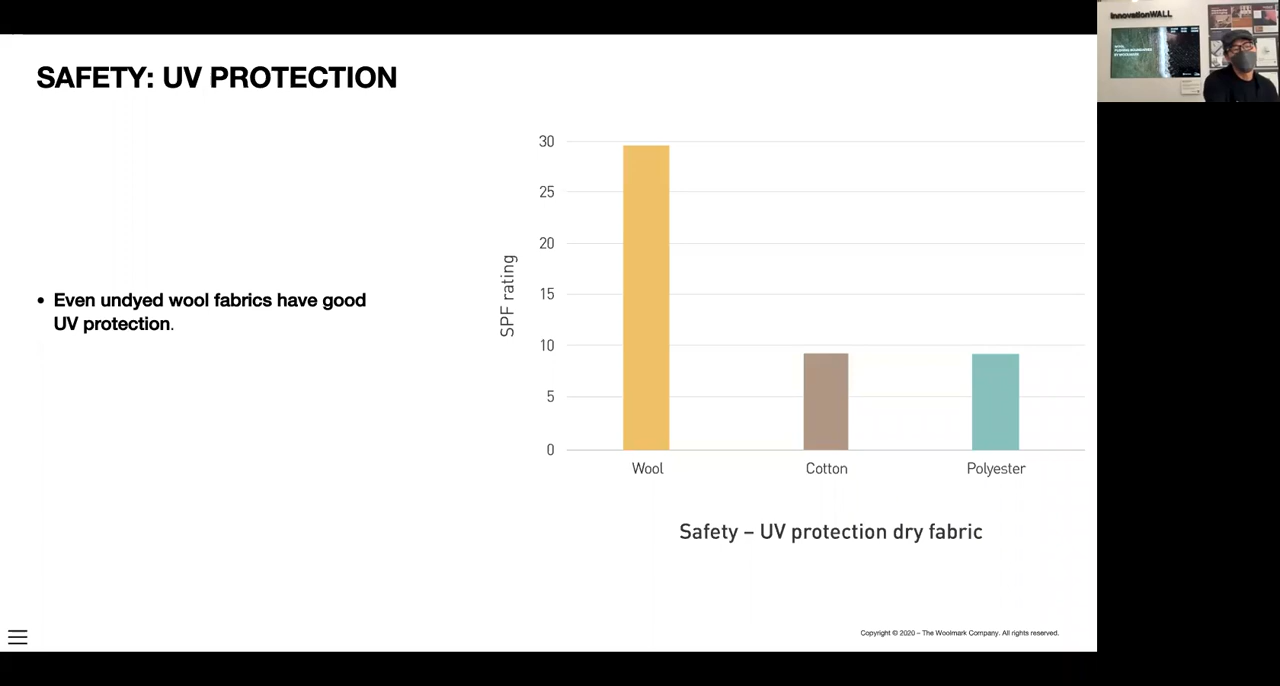 SAFETY: UV PROTECTION
• Even undyed wool fabrics have good
UV protection.
SPF rating
30
25
20
15
10
5
0
Wool Cotton Polyester
Safety – UV protection dry fabric
Copyright © 2020 – The Woolmark Company. All rights reserved.
InnovationWALL